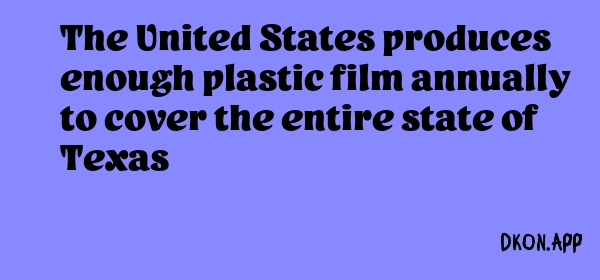 The United States produces
enough plastic film annually
to cover the entire state of
Texas
DKON.APP